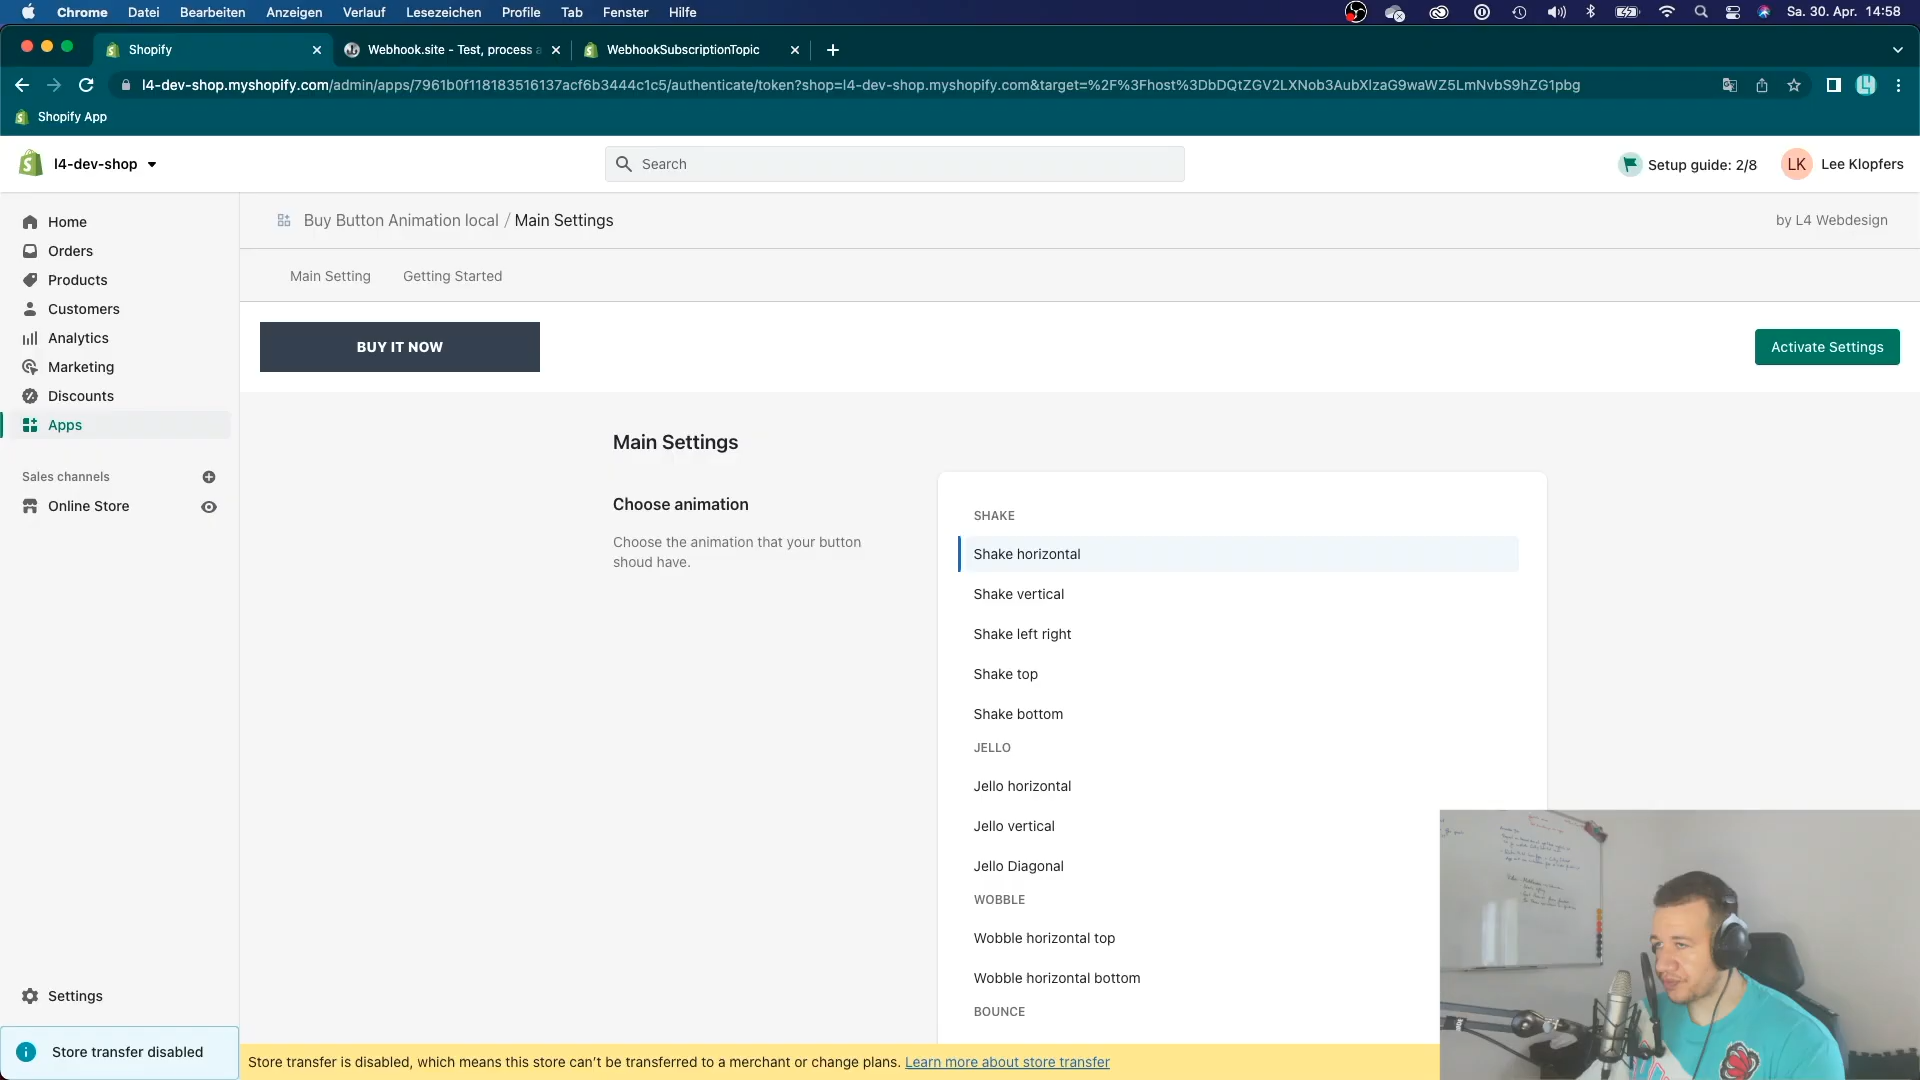 Chrome Datei Bearbeiten Anzeigen Verlauf Lesezeichen Profile Tab Fenster Hilfe Sa. 30. Apr. 14:58
Shopify Webhook.site - Test, process a WebhookSubscriptionTopic
l4-dev-shop.myshopify.com/admin/apps/7961b0f118183516137acf6b3444c1c5/authenticate/token?shop=l4-dev-shop.myshopify.com&target=%2F%3Fhost%3DbDQtZGV2LXNob3AubXlzaG9waWZ5LmNvbS9hZG1pbg
Shopify App
l4-dev-shop Search Setup guide: 2/8 LK Lee Klopfers
Home
Orders
Products
Customers
Analytics
Marketing
Discounts
Apps
Sales channels
Online Store
Settings
Store transfer disabled
Buy Button Animation local / Main Settings by L4 Webdesign
Main Setting Getting Started
BUY IT NOW Activate Settings
Main Settings
Choose animation
Choose the animation that your button
shoud have.
SHAKE
Shake horizontal
Shake vertical
Shake left right
Shake top
Shake bottom
JELLO
Jello horizontal
Jello vertical
Jello Diagonal
WOBBLE
Wobble horizontal top
Wobble horizontal bottom
BOUNCE
Store transfer is disabled, which means this store can't be transferred to a merchant or change plans. Learn more about store transfer